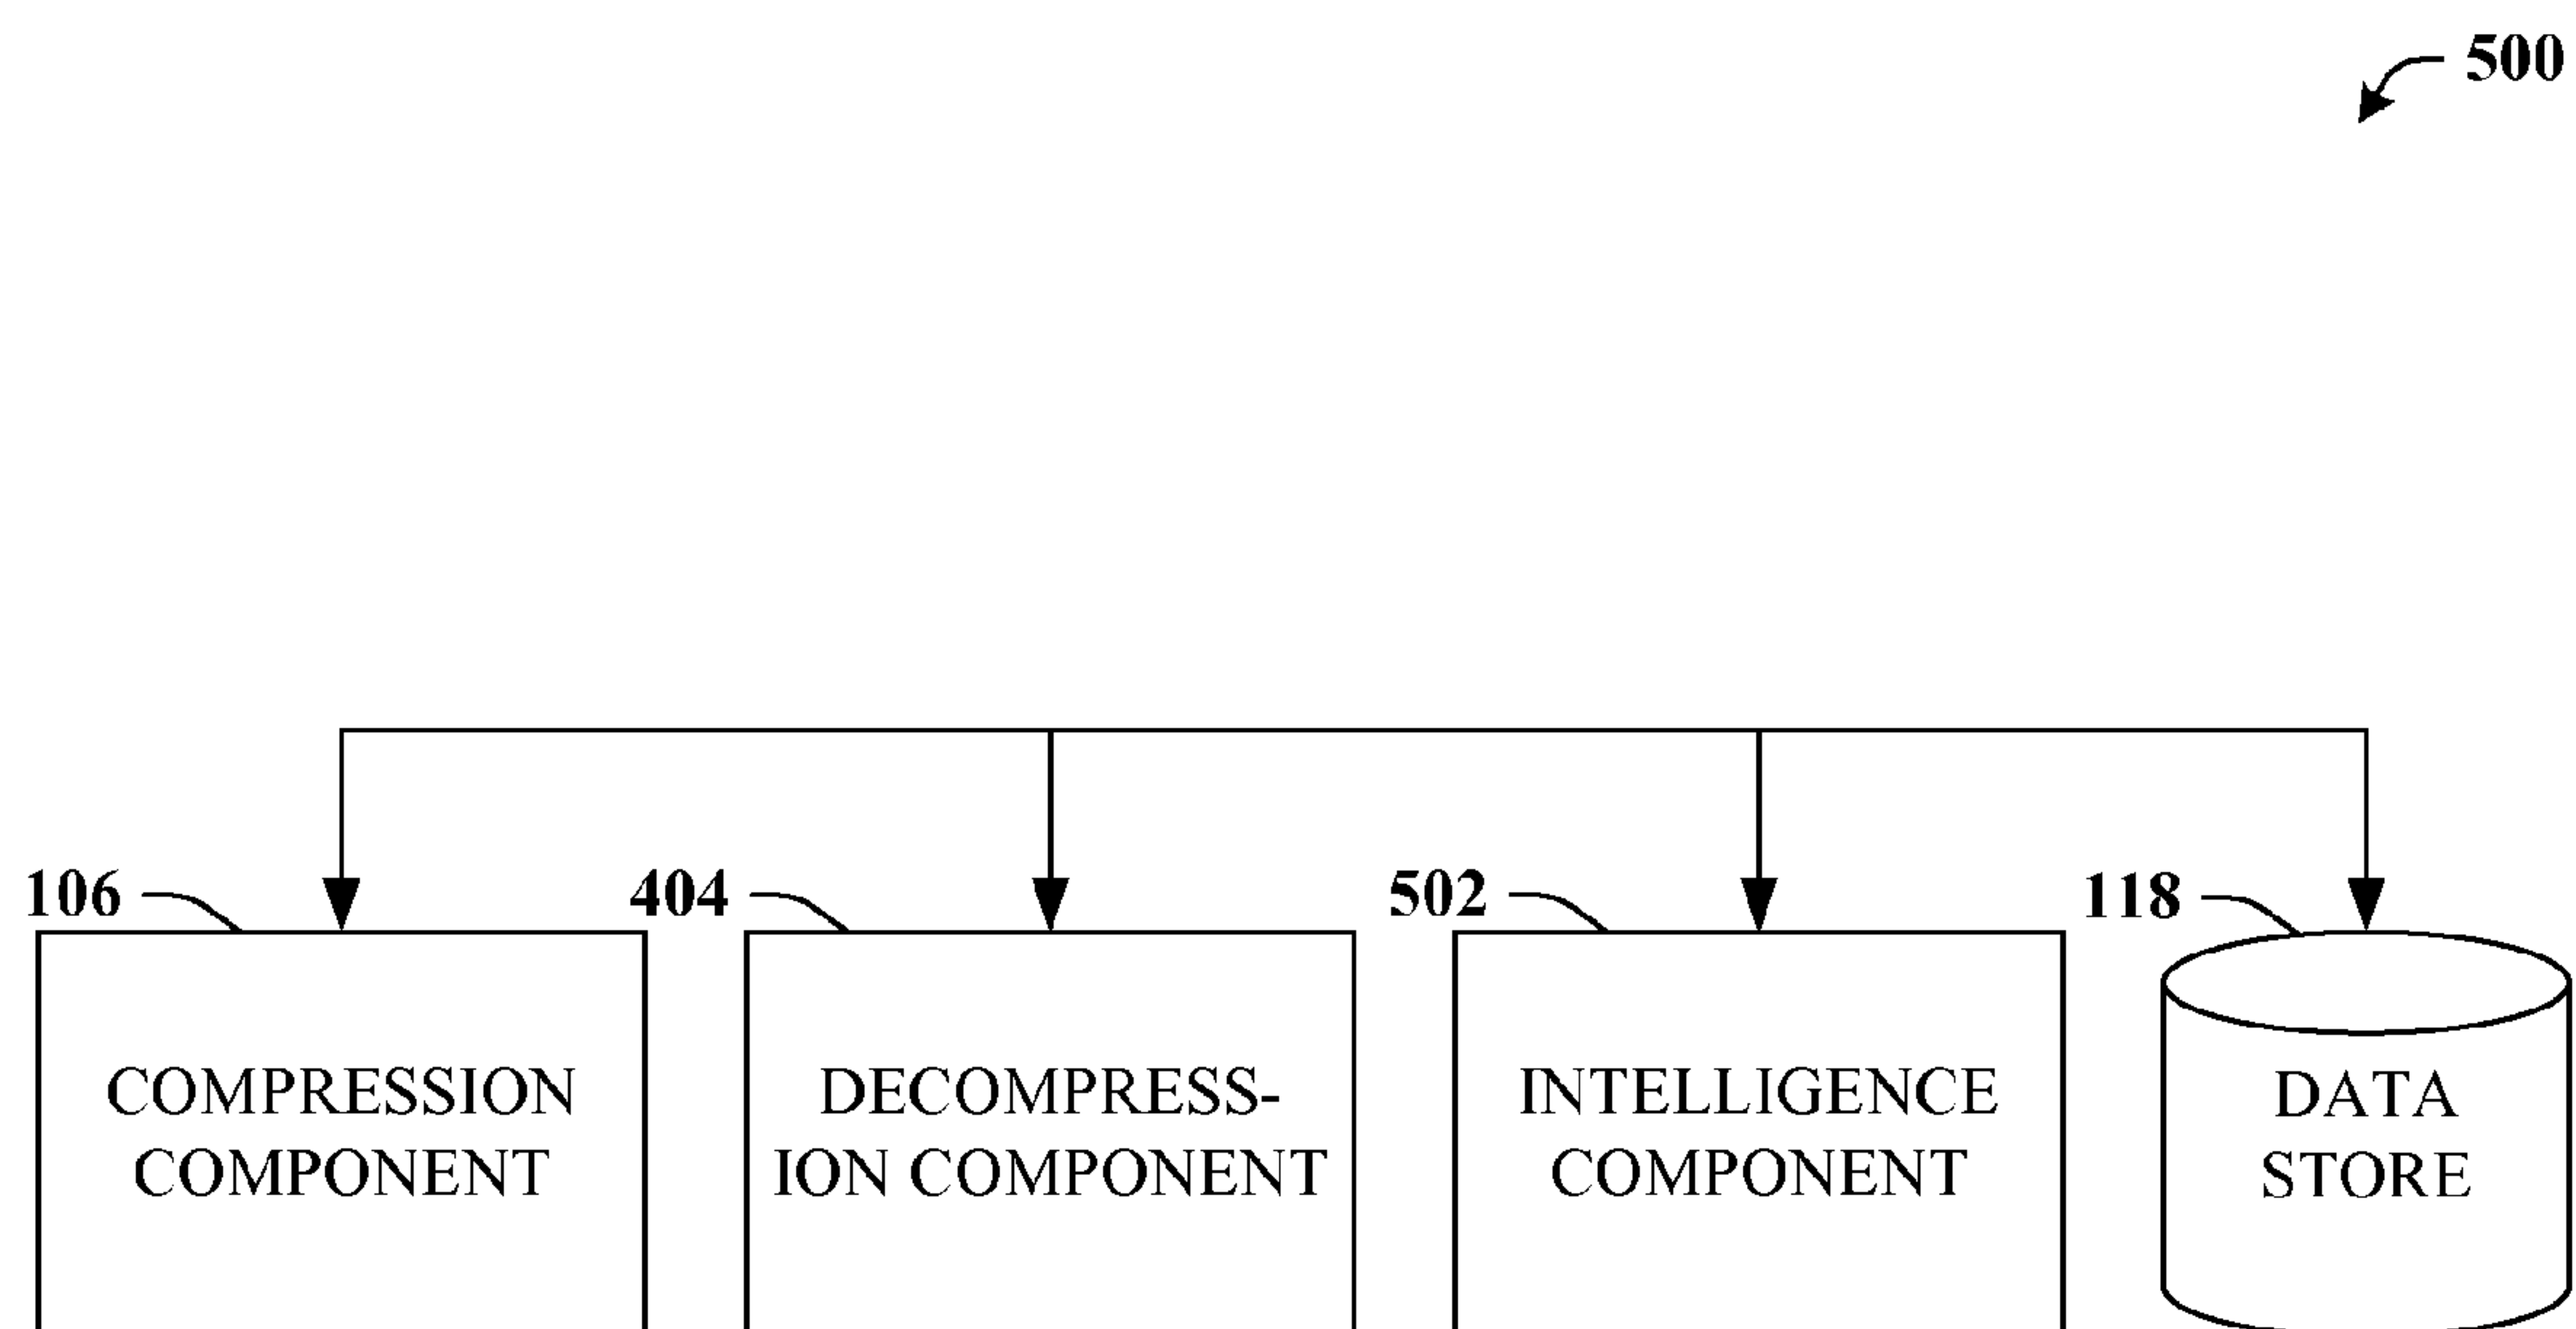 500
106
404
502
118
COMPRESSION
COMPONENT
DECOMPRESS-
ION COMPONENT
INTELLIGENCE
COMPONENT
DATA
STORE